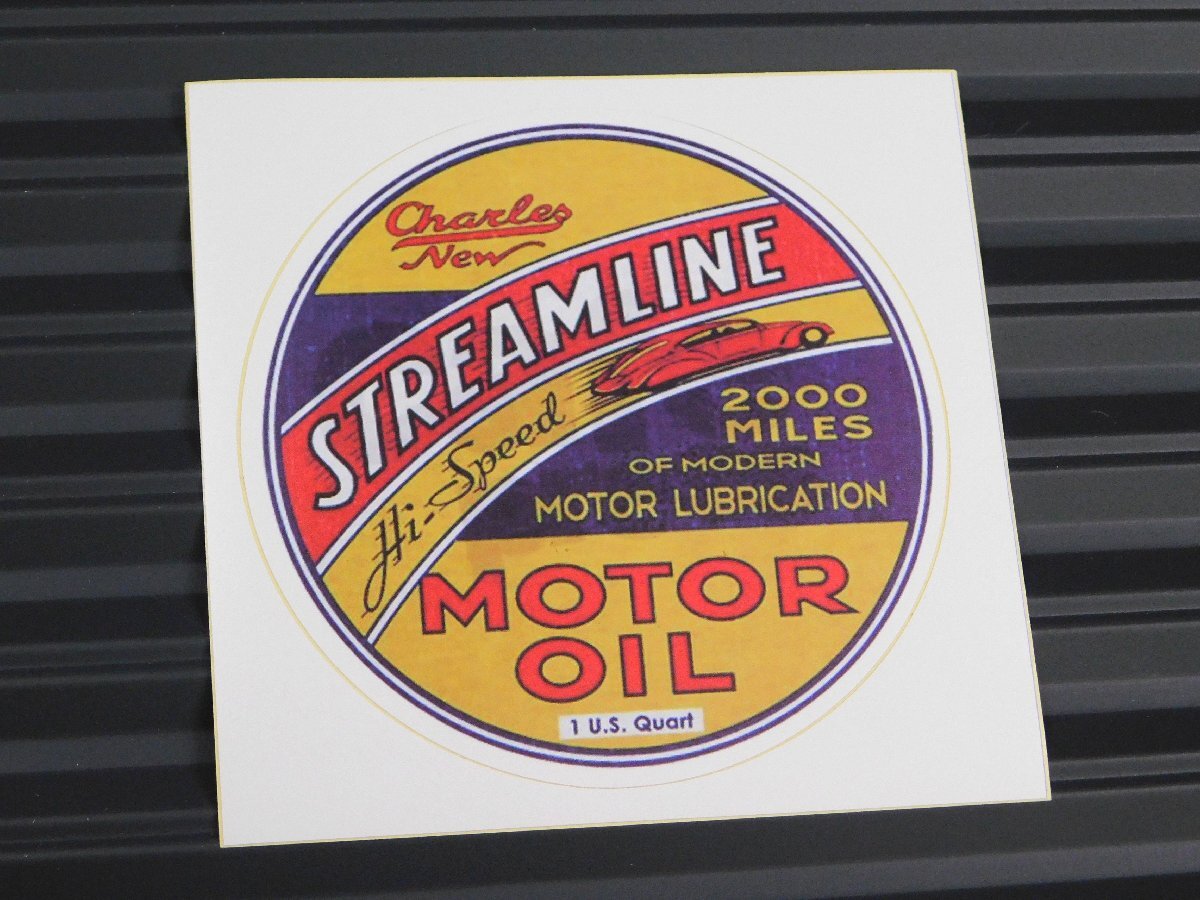 Charles
New
STREAMLINE
Hi-Speed
2000
MILES
OF MODERN
MOTOR LUBRICATION
MOTOR
OIL
1 U.S. Quart